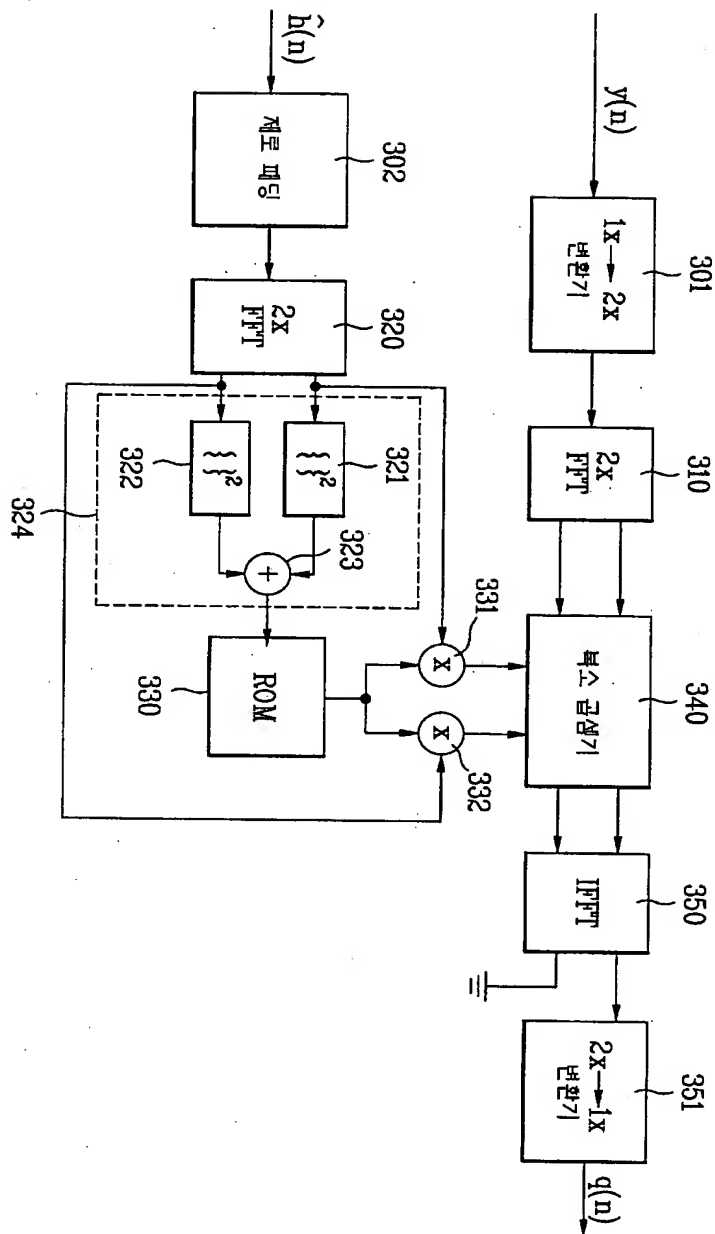 y(n)
1x → 2x
변환기
301
2x
FFT
310
복소 곱셈기
340
IFFT
350
2x → 1x
변환기
351
q(n)
ĥ(n)
제로 패딩
302
2x
FFT
320
{ }²
321
{ }²
322
+
323
324
ROM
330
x
331
x
332